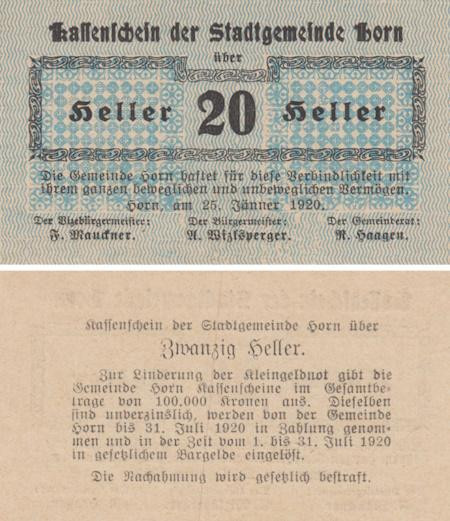 Kassenschein der Stadtgemeinde Horn
über
Heller 20 Heller
Die Gemeinde Horn haftet für diese Verbindlichkeit mit
ihrem ganzen beweglichen und unbeweglichen Vermögen.
Horn, am 25. Jänner 1920.
Der Vizebürgermeister: Der Bürgermeister: Der Gemeinderat:
F. Mauckner. A. Wizlsperger. R. Haagen.
Kassenschein der Stadtgemeinde Horn über
Zwanzig Heller.
Zur Linderung der Kleingeldnot gibt die
Gemeinde Horn Kassenscheine im Gesamtbe-
trage von 100.000 Kronen aus. Dieselben
sind unverzinslich, werden von der Gemeinde
Horn bis 31. Juli 1920 in Zahlung genom-
men und in der Zeit vom 1. bis 31. Juli 1920
in gesetzlichem Bargelde eingelöst.
Die Nachahmung wird gesetzlich bestraft.